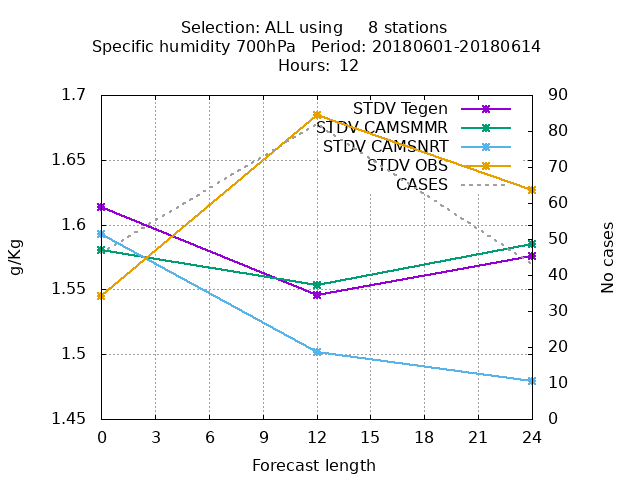 Selection: ALL using 8 stations
Specific humidity 700hPa Period: 20180601-20180614
Hours: 12
STDV Tegen
STDV CAMSMMR
STDV CAMSNRT
STDV OBS
CASES
1.7
1.65
1.6
1.55
1.5
1.45
g/Kg
90
80
70
60
50
40
30
20
10
0
No cases
0 3 6 9 12 15 18 21 24
Forecast length